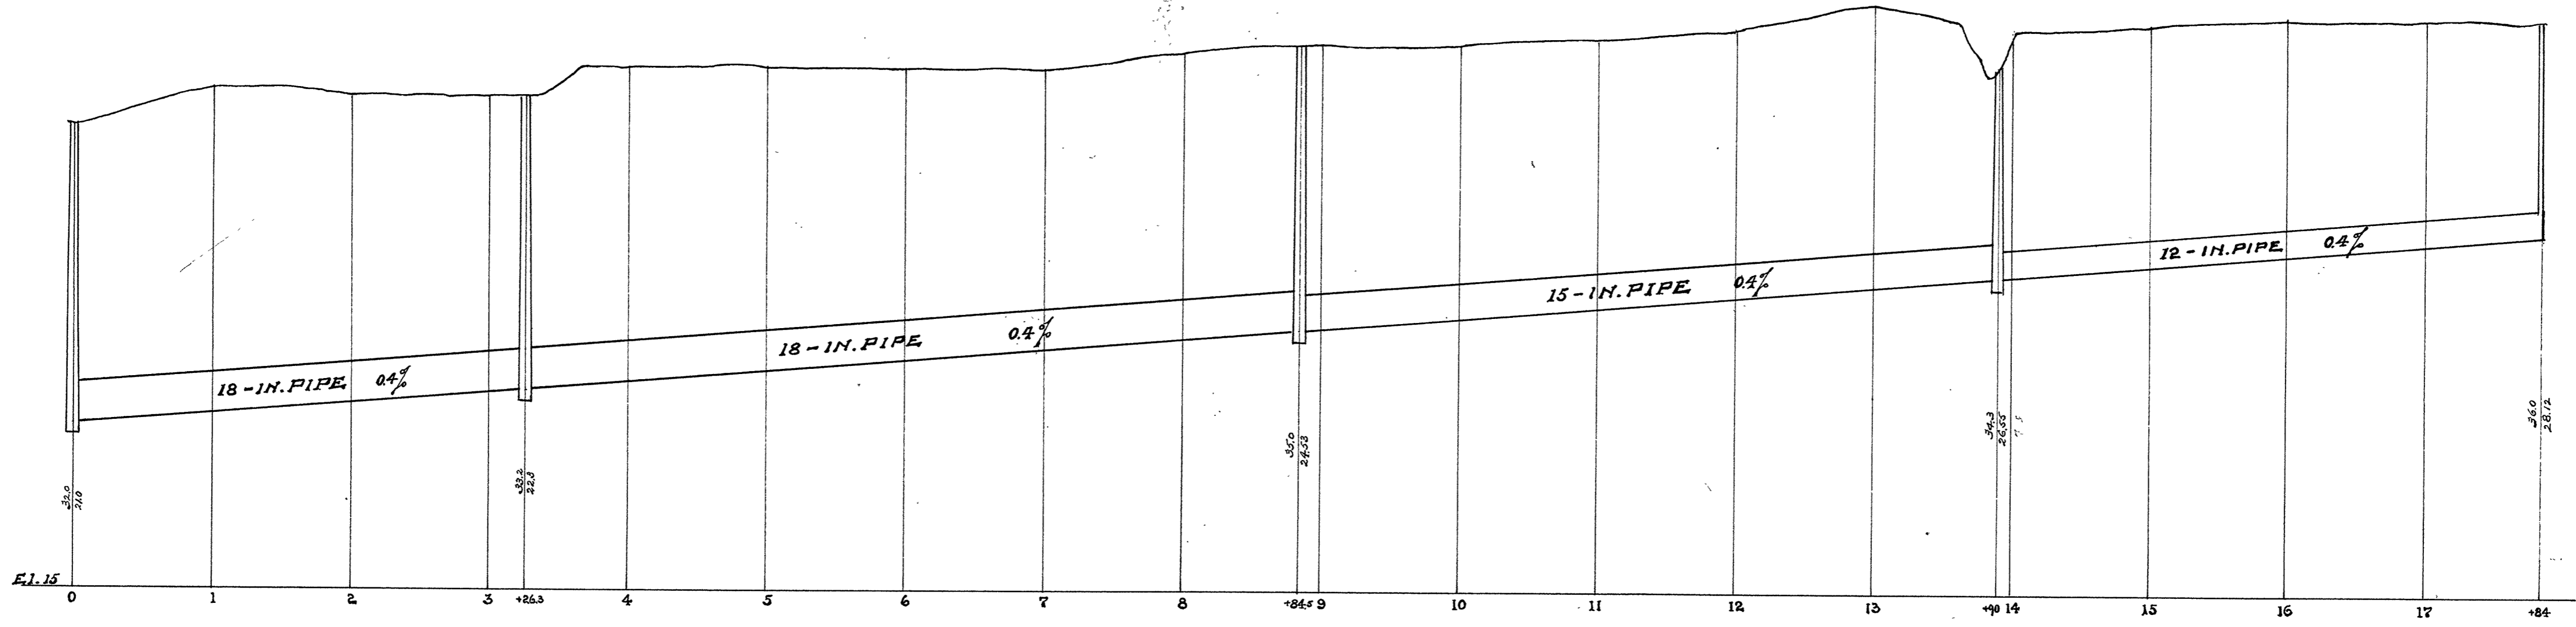 18-IN. PIPE 0.4%
18-IN. PIPE 0.4%
15-IN. PIPE 0.4%
12-IN. PIPE 0.4%
32.0
21.0
33.2
22.3
35.0
24.53
34.3
26.55
36.0
28.12
El. 15
0 1 2 3 +26.3 4 5 6 7 8 +84.5 9 10 11 12 13 +90 14 15 16 17 +84